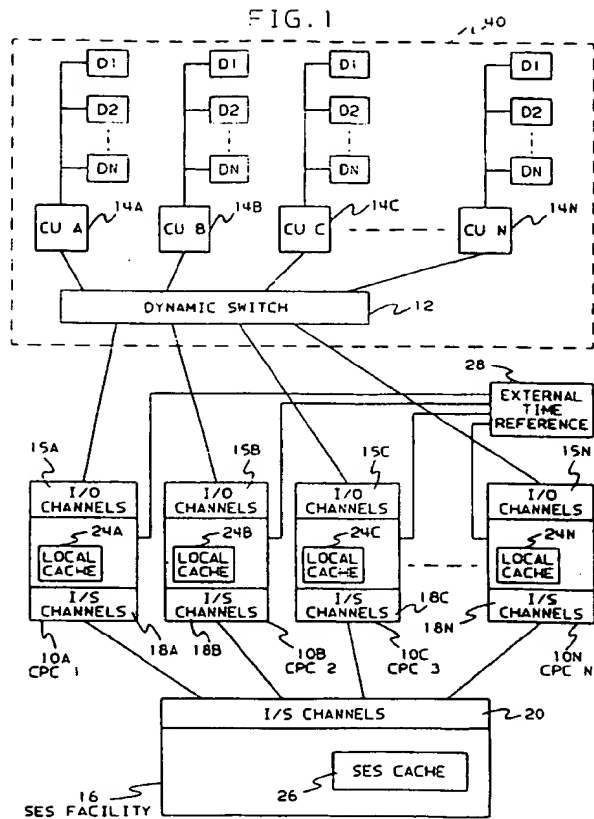 FIG. 1
40
D1 D1 D1 D1
D2 D2 D2 D2
DN DN DN DN
CU A 14A CU B 14B CU C 14C CU N 14N
DYNAMIC SWITCH 12
28
EXTERNAL
TIME
REFERENCE
15A 15B 15C 15N
I/O CHANNELS I/O CHANNELS I/O CHANNELS I/O CHANNELS
24A 24B 24C 24N
LOCAL CACHE LOCAL CACHE LOCAL CACHE LOCAL CACHE
I/S CHANNELS I/S CHANNELS I/S CHANNELS I/S CHANNELS
18A 18B 18C 18N
10A CPC 1 10B CPC 2 10C CPC 3 10N CPC N
I/S CHANNELS 20
26 SES CACHE
16
SES FACILITY